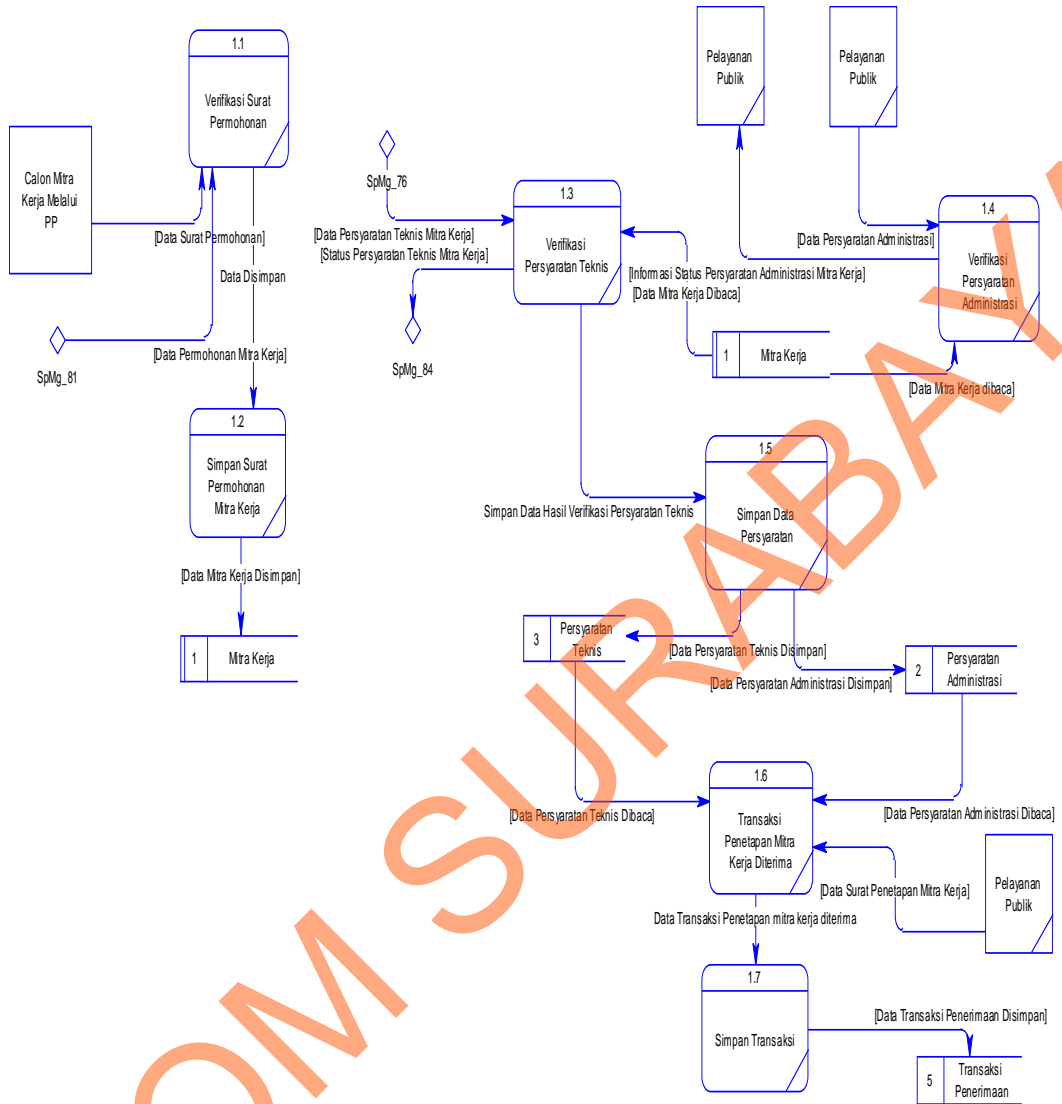 1.1
Verifikasi Surat
Permohonan
Calon Mitra
Kerja Melalui
PP
[Data Surat Permohonan]
Data Disimpan
[Data Permohonan Mitra Kerja]
SpMg_81
1.2
Simpan Surat
Permohonan
Mitra Kerja
[Data Mitra Kerja Disimpan]
1
Mitra Kerja
SpMg_76
[Data Persyaratan Teknis Mitra Kerja]
[Status Persyaratan Teknis Mitra Kerja]
SpMg_84
1.3
Verifikasi
Persyaratan Teknis
Pelayanan
Publik
Pelayanan
Publik
[Data Persyaratan Administrasi]
1.4
Verifikasi
Persyaratan
Administrasi
[Informasi Status Persyaratan Administrasi Mitra Kerja]
[Data Mitra Kerja Dibaca]
1
Mitra Kerja
[Data Mitra Kerja dibaca]
1.5
Simpan Data
Persyaratan
Simpan Data Hasil Verifikasi Persyaratan Teknis
3
Persyaratan
Teknis
[Data Persyaratan Teknis Disimpan]
[Data Persyaratan Administrasi Disimpan]
2
Persyaratan
Administrasi
1.6
Transaksi
Penetapan Mitra
Kerja Diterima
[Data Persyaratan Teknis Dibaca]
[Data Persyaratan Administrasi Dibaca]
[Data Surat Penetapan Mitra Kerja]
Pelayanan
Publik
Data Transaksi Penetapan mitra kerja diterima
1.7
Simpan Transaksi
[Data Transaksi Penerimaan Disimpan]
5
Transaksi
Penerimaan
OM SURABAYA